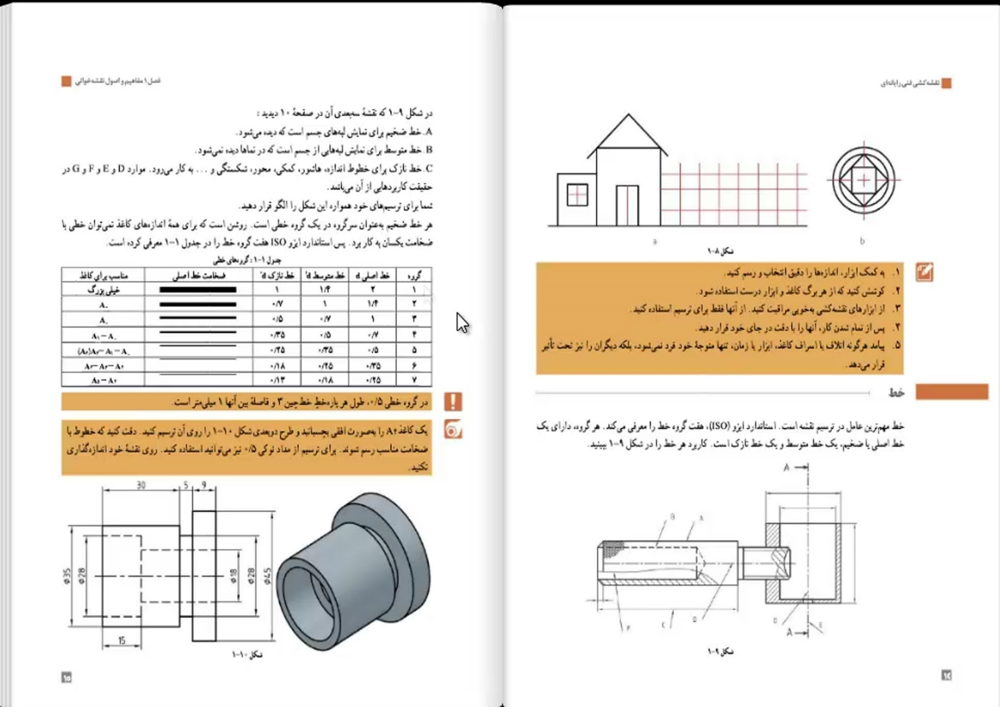 نقشه‌کشی فنی رایانه‌ای
a
b
شکل ۸-۱
۱. به کمک ابزار، اندازه‌ها را دقیق انتخاب و رسم کنید.
۲. کوشش کنید که از هر برگ کاغذ و ابزار درست استفاده شود.
۳. از ابزارهای نقشه‌کشی به‌خوبی مراقبت کنید. از آنها فقط برای ترسیم استفاده کنید.
۴. پس از تمام شدن کار، آنها را با دقت در جای خود قرار دهید.
۵. پیامد هرگونه اتلاف یا اسراف کاغذ، ابزار یا زمان، تنها متوجهٔ خود فرد نمی‌شود، بلکه دیگران را نیز تحت تأثیر
قرار می‌دهد.
خط
خط مهم‌ترین عامل در ترسیم نقشه است. استاندارد ایزو (ISO)، هفت گروه خط را معرفی می‌کند. هر گروه، دارای یک
خط اصلی یا ضخیم، یک خط متوسط و یک خط نازک است. کاربرد هر خط را در شکل ۹-۱ ببینید.
A
B A
F C D E
A
شکل ۹-۱
۱٤
فصل ۱ مفاهیم و اصول نقشه‌خوانی
در شکل ۹-۱ که نقشهٔ سه‌بعدی آن در صفحهٔ ۱۰ دیدید :
A. خط ضخیم برای نمایش لبه‌های جسم است که دیده می‌شود.
B. خط متوسط برای نمایش لبه‌هایی از جسم است که در نماها دیده نمی‌شود.
C. خط نازک برای خطوط اندازه، هاشور، کمکی، محور، شکستگی و ... به کار می‌رود. موارد D و E و F و G در
حقیقت کاربردهایی از آن می‌باشد.
شما برای ترسیم‌های خود همواره این شکل را الگو قرار دهید.
هر خط ضخیم به‌عنوان سرگروه در یک گروه خطی است. روشن است که برای همهٔ اندازه‌های کاغذ نمی‌توان خطی با
ضخامت یکسان به کار برد. پس استاندارد ایزو ISO هفت گروه خط را در جدول ۱-۱ معرفی کرده است.
جدول ۱-۱: گروه‌های خطی
گروه خط اصلی d خط متوسط d' خط نازک d" ضخامت خط اصلی مناسب برای کاغذ
۱ ۲ ۱/۴ ۱ خیلی بزرگ
۲ ۱/۴ ۱ ۰/۷ A۰
۳ ۱ ۰/۷ ۰/۵ A۰
۴ ۰/۷ ۰/۵ ۰/۳۵ A۱ – A۰
۵ ۰/۵ ۰/۳۵ ۰/۲۵
۶ ۰/۳۵ ۰/۲۵ ۰/۱۸
۷ ۰/۲۵ ۰/۱۸ ۰/۱۳
در گروه خطی ۰/۵، طول هر پاره‌خطِ خط‌چین ۳ و فاصلهٔ بین آنها ۱ میلی‌متر است.
یک کاغذ A۴ را به‌صورت افقی بچسبانید و طرح دوبعدی شکل ۱۰-۱ را روی آن ترسیم کنید. دقت کنید که خطوط با
ضخامت مناسب رسم شوند. برای ترسیم از مداد نوکی ۰/۵ نیز می‌توانید استفاده کنید. روی نقشهٔ خود اندازه‌گذاری
نکنید.
30 5 9
⌀35 ⌀28 ⌀18 ⌀28 ⌀45
15
شکل ۱۰-۱
۱۵